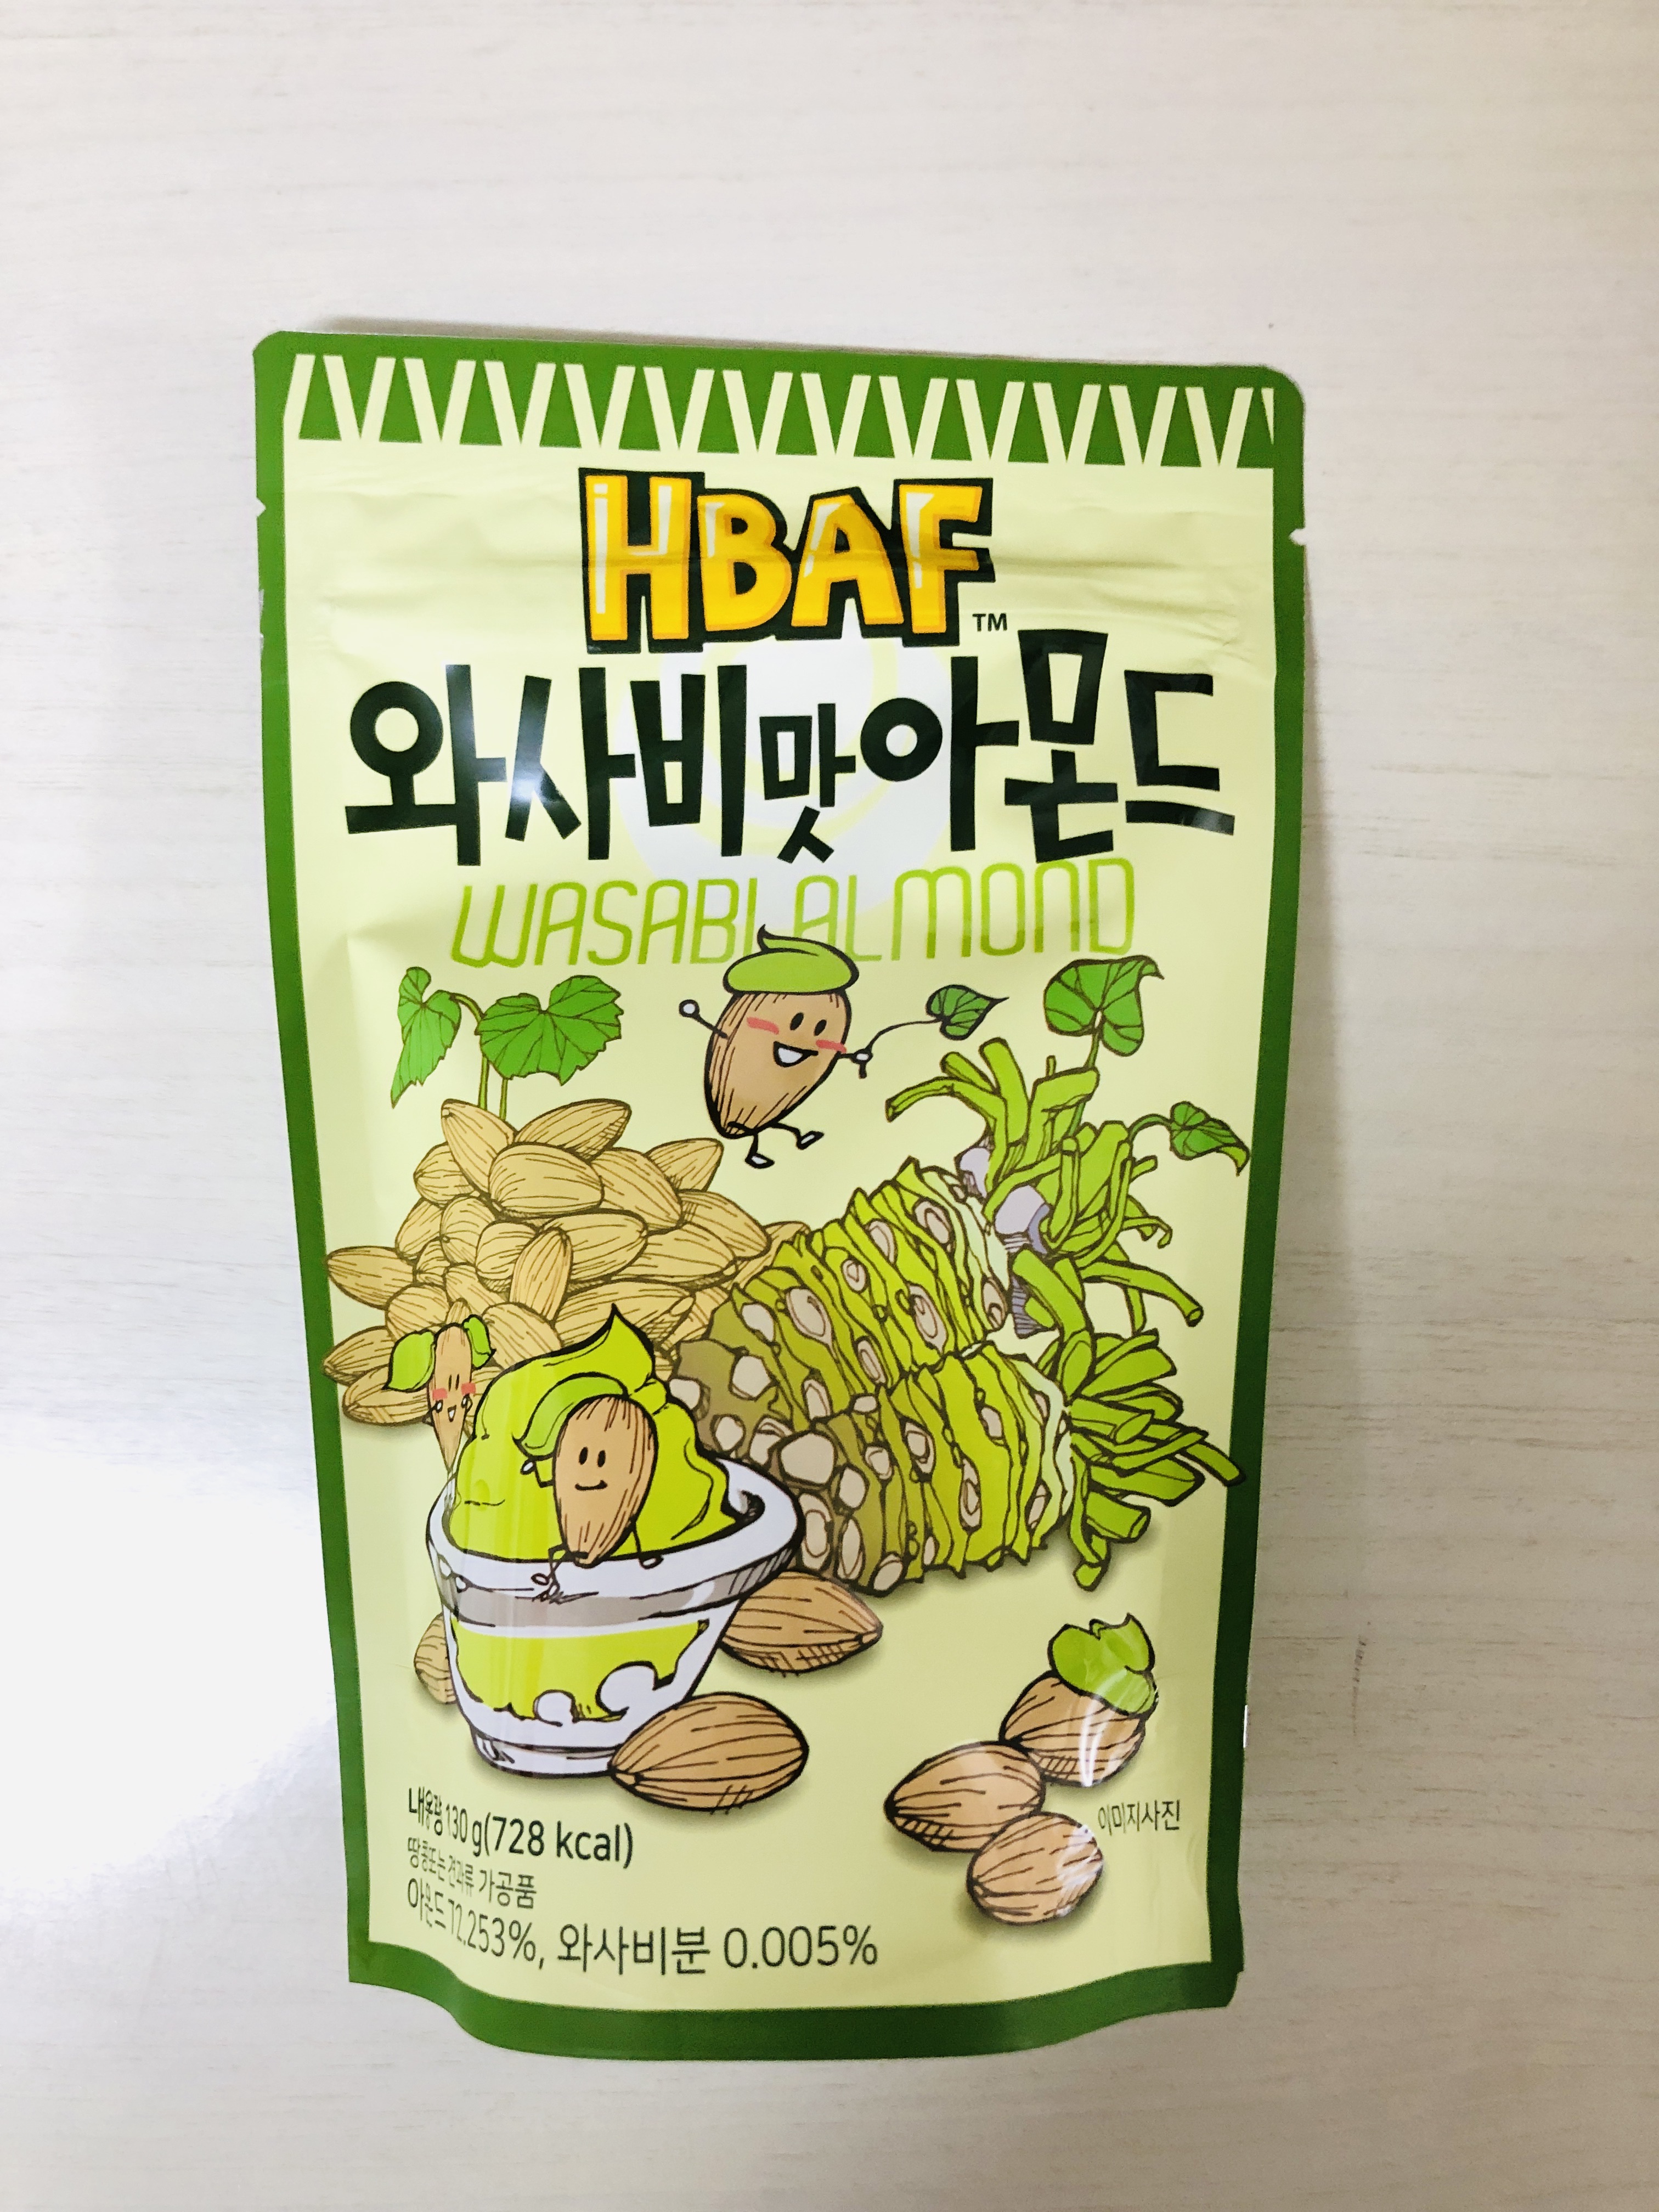 HBAF™
와사비맛아몬드
WASABI ALMOND
내용량 130 g(728 kcal)
땅콩또는견과류 가공품
아몬드72.253%, 와사비분 0.005%
이미지사진